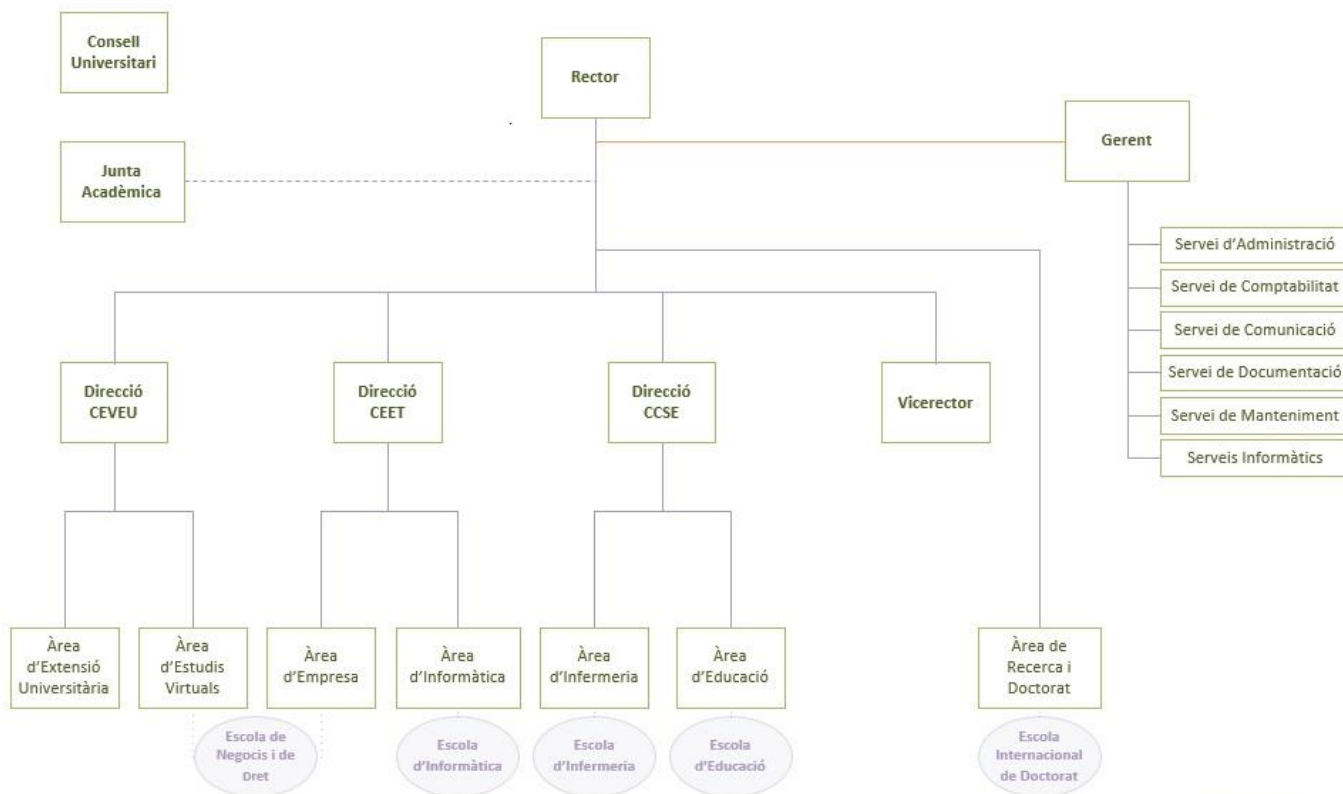 Consell
Universitari
Rector
Gerent
Junta
Acadèmica
Servei d'Administració
Servei de Comptabilitat
Servei de Comunicació
Servei de Documentació
Servei de Manteniment
Serveis Informàtics
Direcció
CEVEU
Direcció
CEET
Direcció
CCSE
Vicerector
Àrea
d'Extensió
Universitària
Àrea
d'Estudis
Virtuals
Àrea
d'Empresa
Àrea
d'Informàtica
Àrea
d'Infermeria
Àrea
d'Educació
Àrea de
Recerca i
Doctorat
Escola de
Negocis i de
Dret
Escola
d'Informàtica
Escola
d'Infermeria
Escola
d'Educació
Escola
Internacional
de Doctorat